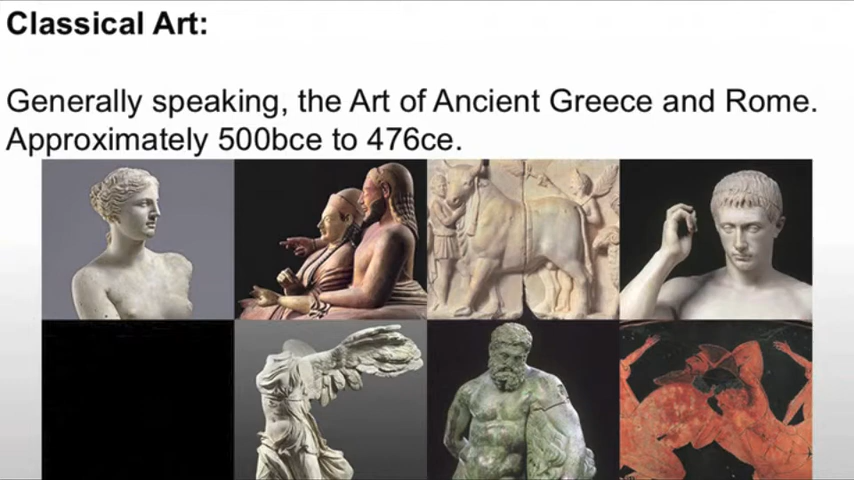 Classical Art:
Generally speaking, the Art of Ancient Greece and Rome.
Approximately 500bce to 476ce.